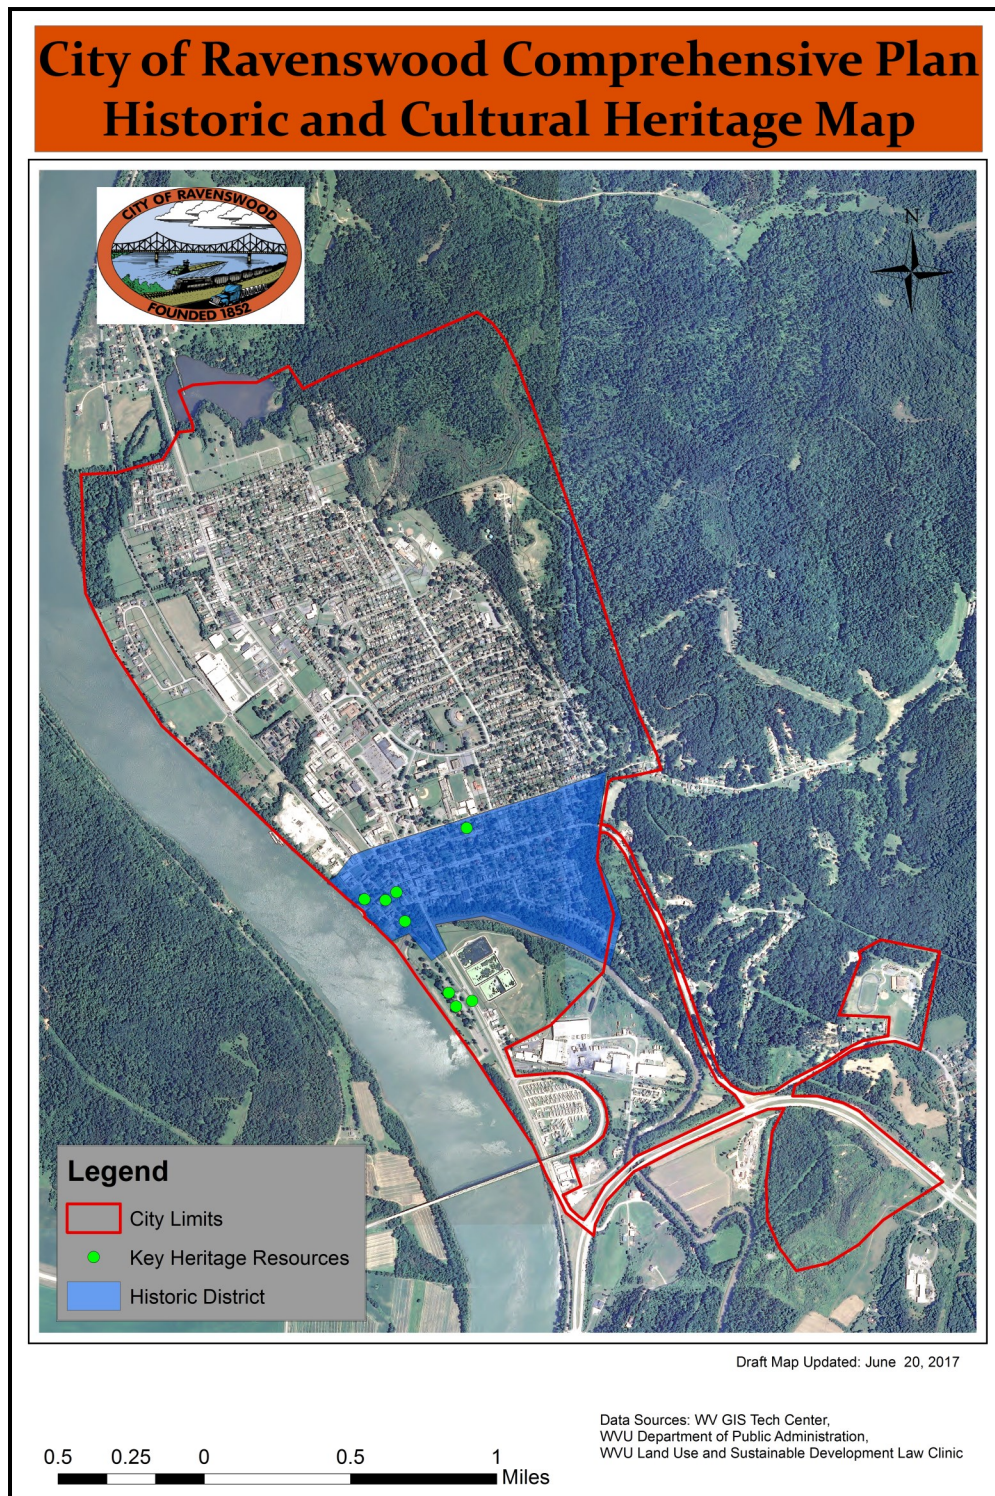 City of Ravenswood Comprehensive Plan
Historic and Cultural Heritage Map
CITY OF RAVENSWOOD
FOUNDED 1852
N
Legend
City Limits
Key Heritage Resources
Historic District
Draft Map Updated: June 20, 2017
Data Sources: WV GIS Tech Center,
WVU Department of Public Administration,
WVU Land Use and Sustainable Development Law Clinic
0.5 0.25 0 0.5 1
Miles